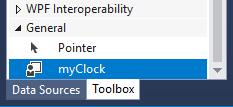 WPF Interoperability
General
Pointer
myClock
Data Sources Toolbox